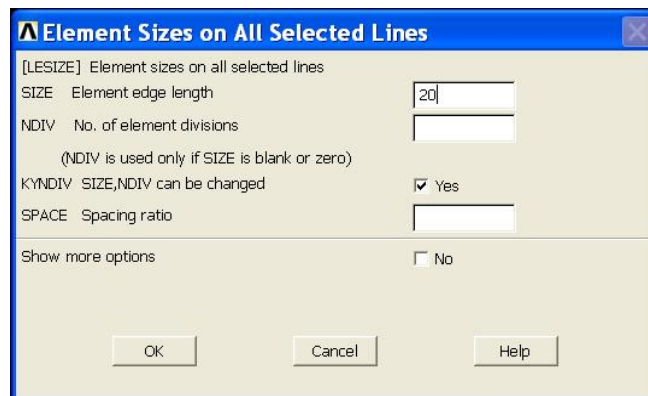 Element Sizes on All Selected Lines
[LESIZE] Element sizes on all selected lines
SIZE Element edge length 20
NDIV No. of element divisions
(NDIV is used only if SIZE is blank or zero)
KYNDIV SIZE,NDIV can be changed Yes
SPACE Spacing ratio
Show more options No
OK Cancel Help